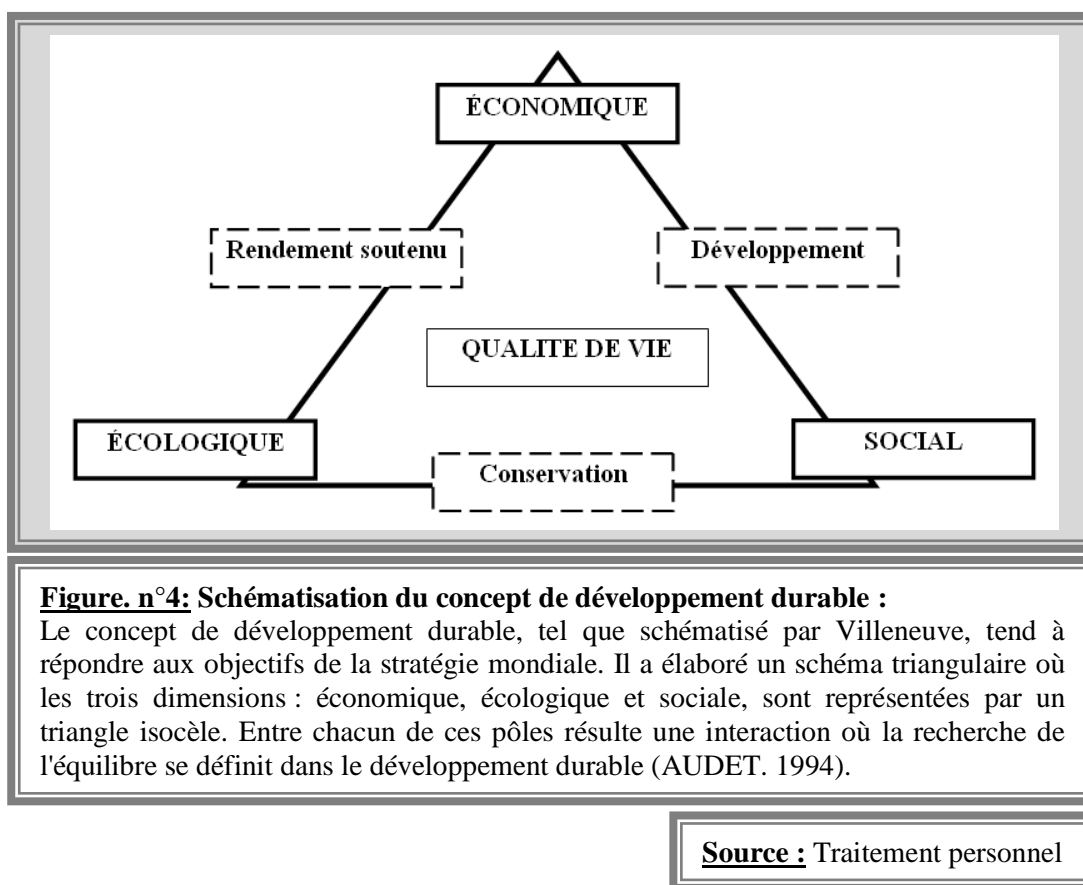 ÉCONOMIQUE
Rendement soutenu
Développement
QUALITE DE VIE
ÉCOLOGIQUE
SOCIAL
Conservation
Figure. n°4: Schématisation du concept de développement durable :
Le concept de développement durable, tel que schématisé par Villeneuve, tend à
répondre aux objectifs de la stratégie mondiale. Il a élaboré un schéma triangulaire où
les trois dimensions : économique, écologique et sociale, sont représentées par un
triangle isocèle. Entre chacun de ces pôles résulte une interaction où la recherche de
l'équilibre se définit dans le développement durable (AUDET. 1994).
Source : Traitement personnel